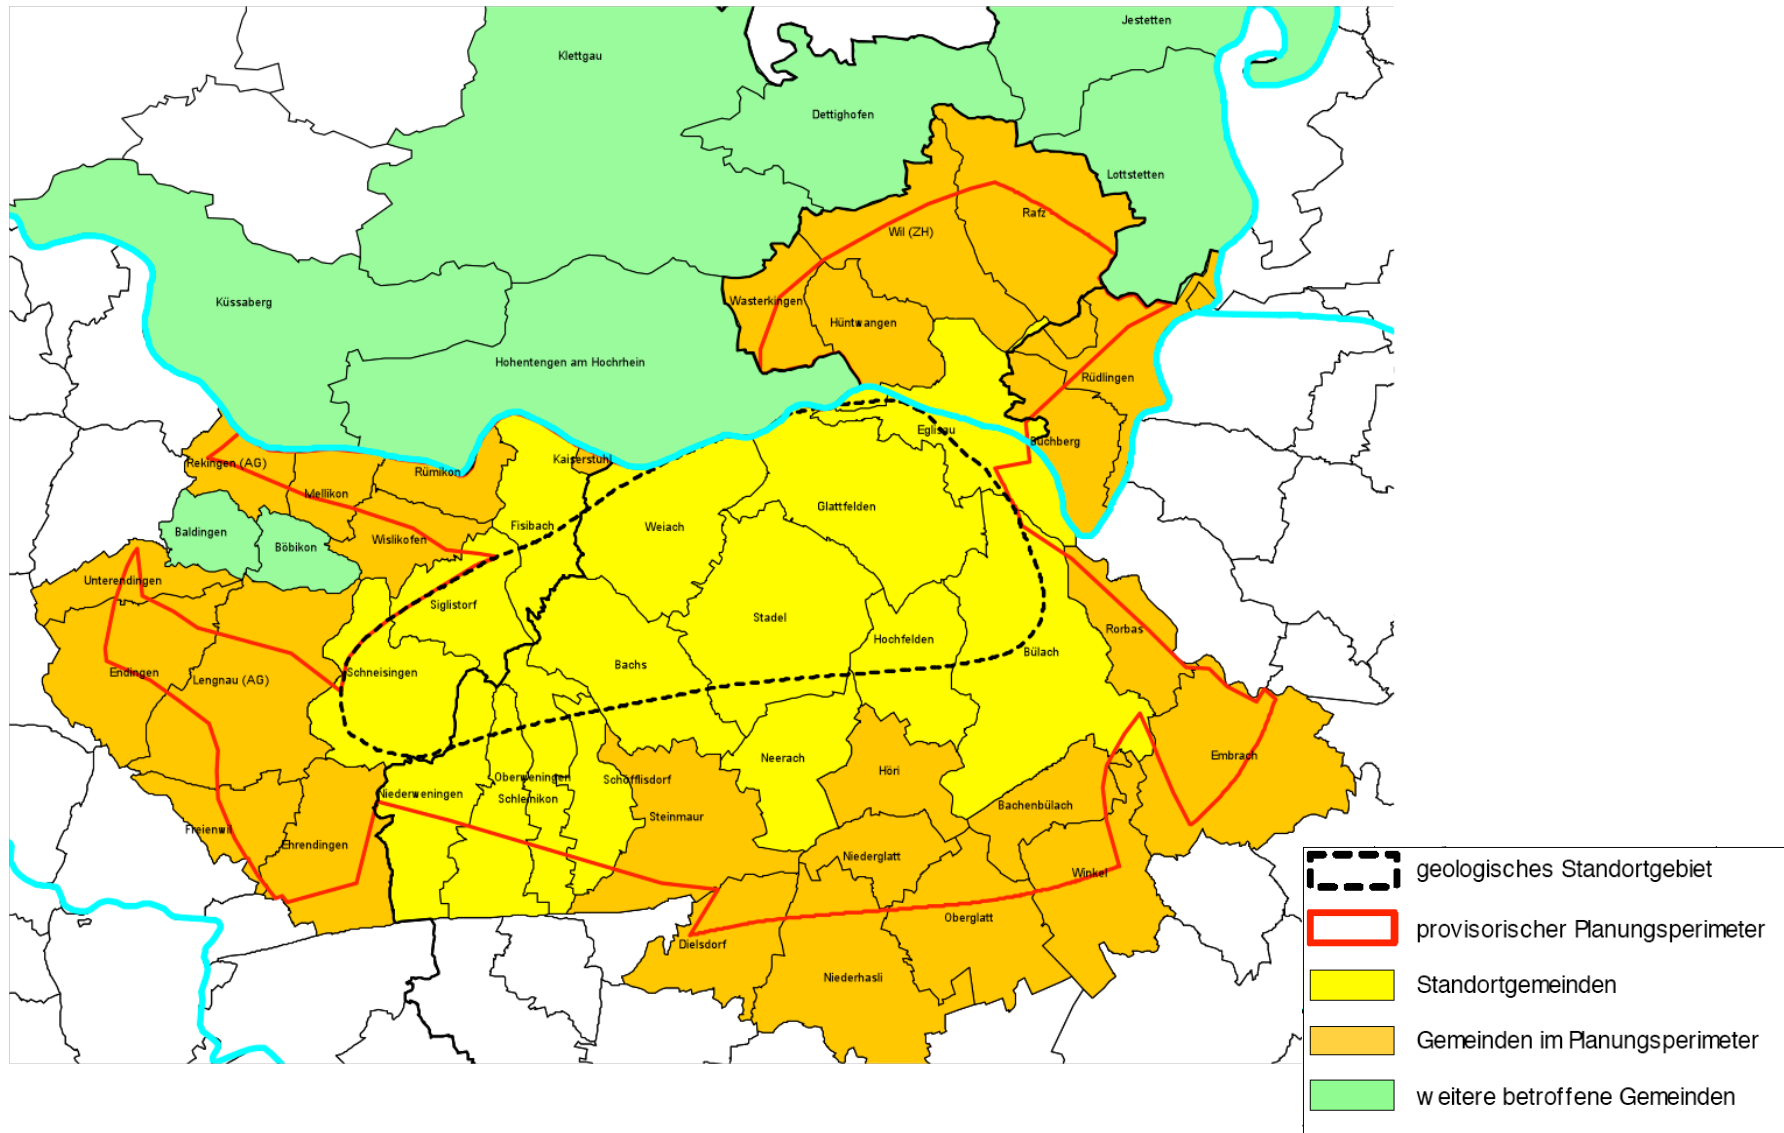 Jestetten
Klettgau
Dettighofen
Lottstetten
Rafz
Wil (ZH)
Küssaberg
Wasterkingen
Hüntwangen
Hohentengen am Hochrhein
Rüdlingen
Eglisau
Buchberg
Kaiserstuhl
Rekingen (AG)
Rümikon
Mellikon
Glattfelden
Fisibach
Weiach
Baldingen
Wislikofen
Böbikon
Unterendingen
Siglistorf
Stadel
Rorbas
Hochfelden
Bülach
Bachs
Endingen
Schneisingen
Lengnau (AG)
Embrach
Neerach
Höri
Oberweningen
Schöfflisdorf
Niederweningen
Schleinikon
Bachenbülach
Steinmaur
Freienwil
Ehrendingen
Niederglatt
Winkel
Oberglatt
Dielsdorf
Niederhasli
geologisches Standortgebiet
provisorischer Planungsperimeter
Standortgemeinden
Gemeinden im Planungsperimeter
weitere betroffene Gemeinden